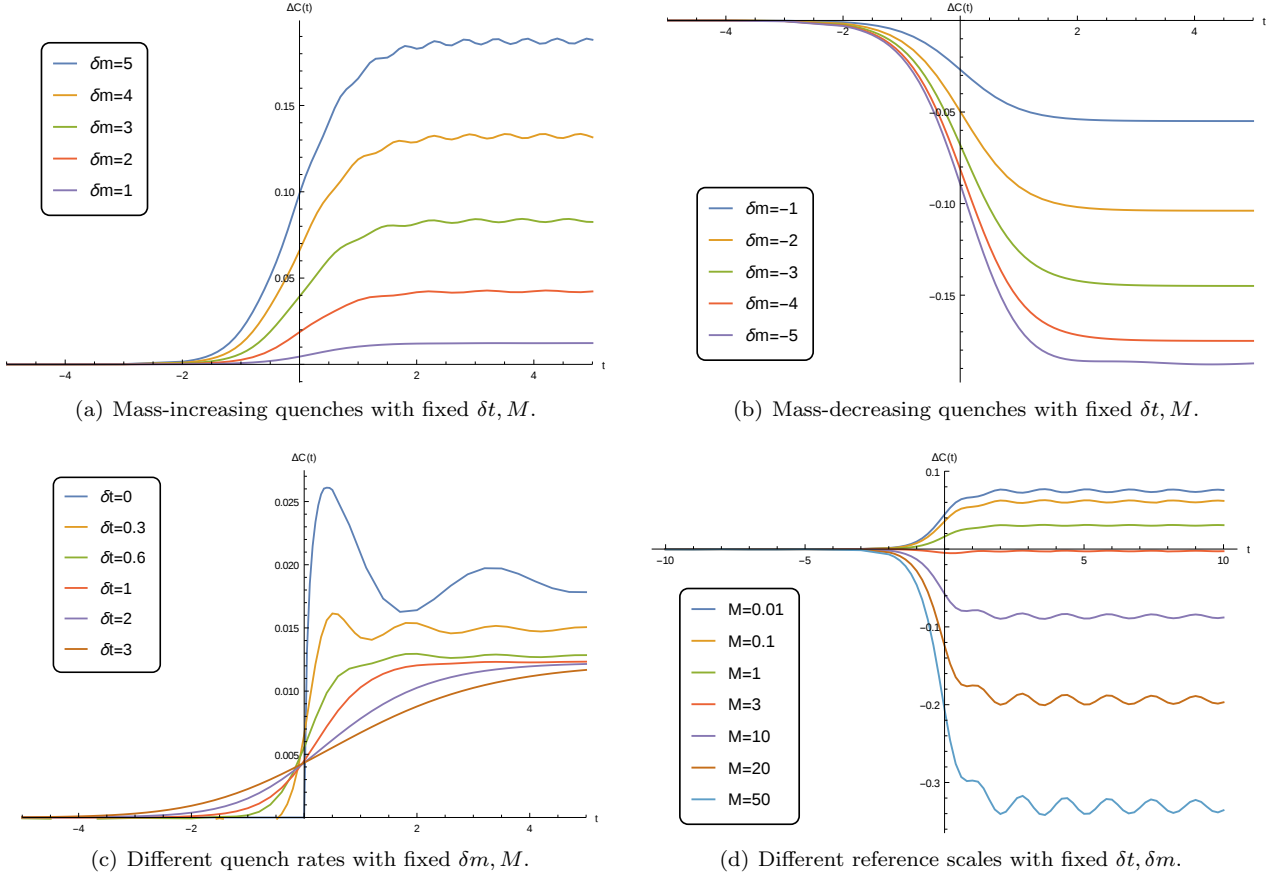 ΔC(t)
t
δm=5
δm=4
δm=3
δm=2
δm=1
0.15
0.10
0.05
−4 −2 2 4
(a) Mass-increasing quenches with fixed δt, M.
ΔC(t)
t
−4 −2 2 4
−0.05
−0.10
−0.15
δm=−1
δm=−2
δm=−3
δm=−4
δm=−5
(b) Mass-decreasing quenches with fixed δt, M.
ΔC(t)
t
δt=0
δt=0.3
δt=0.6
δt=1
δt=2
δt=3
0.025
0.020
0.015
0.010
0.005
−4 −2 2 4
(c) Different quench rates with fixed δm, M.
ΔC(t)
t
0.1
−10 −5 5 10
−0.1
−0.2
−0.3
M=0.01
M=0.1
M=1
M=3
M=10
M=20
M=50
(d) Different reference scales with fixed δt, δm.